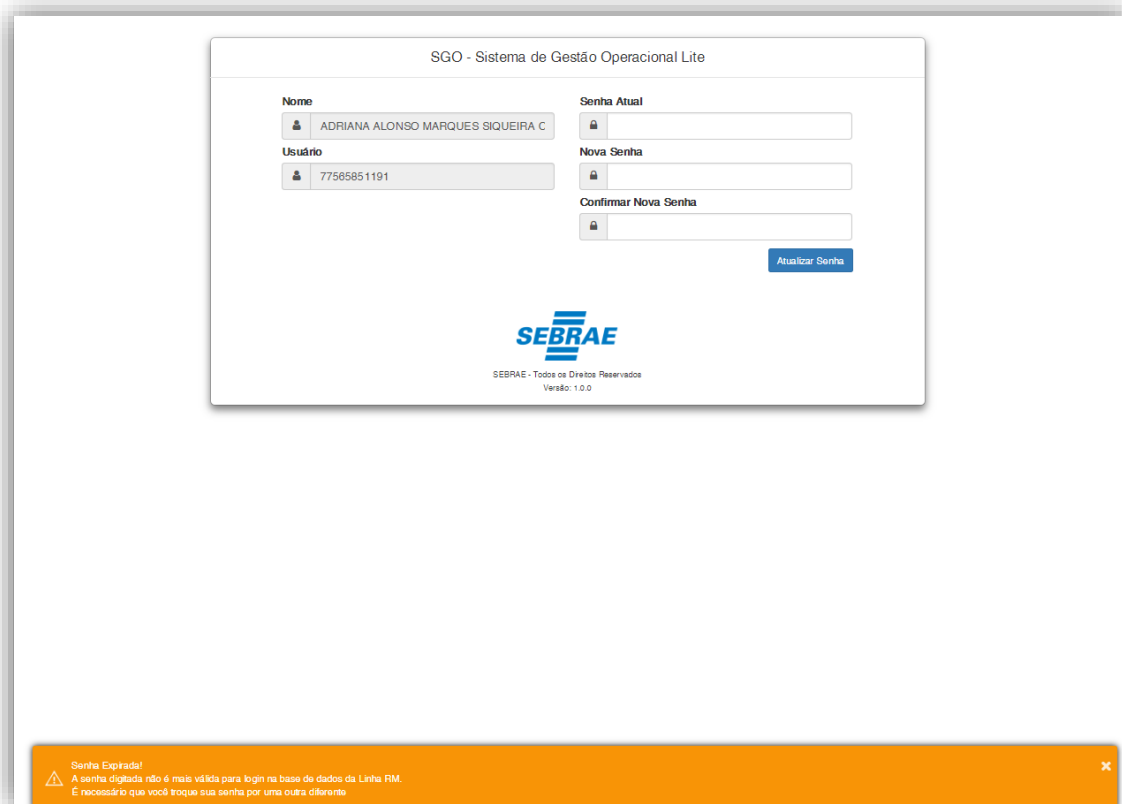 SGO - Sistema de Gestão Operacional Lite
Nome
ADRIANA ALONSO MARQUES SIQUEIRA C
Usuário
77565851191
Senha Atual
Nova Senha
Confirmar Nova Senha
Atualizar Senha
SEBRAE
SEBRAE - Todos os Direitos Reservados
Versão: 1.0.0
Senha Expirada!
A senha digitada não é mais válida para login na base de dados da Linha RM.
É necessário que você troque sua senha por uma outra diferente